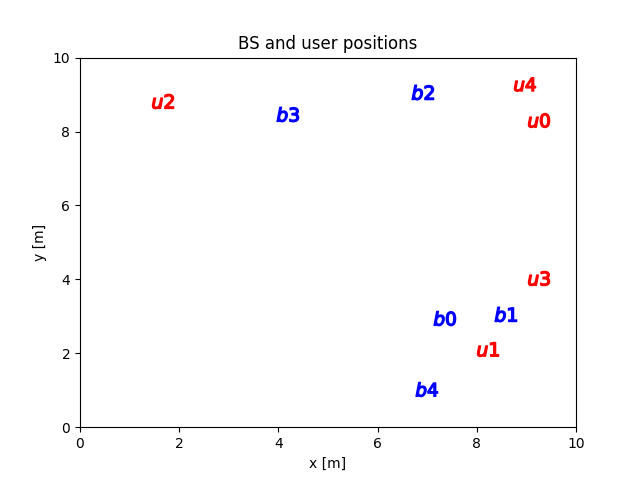 BS and user positions
10
8
6
4
2
0
y [m]
u2
b3
b2
u4
u0
u3
b0
b1
u1
b4
0 2 4 6 8 10
x [m]